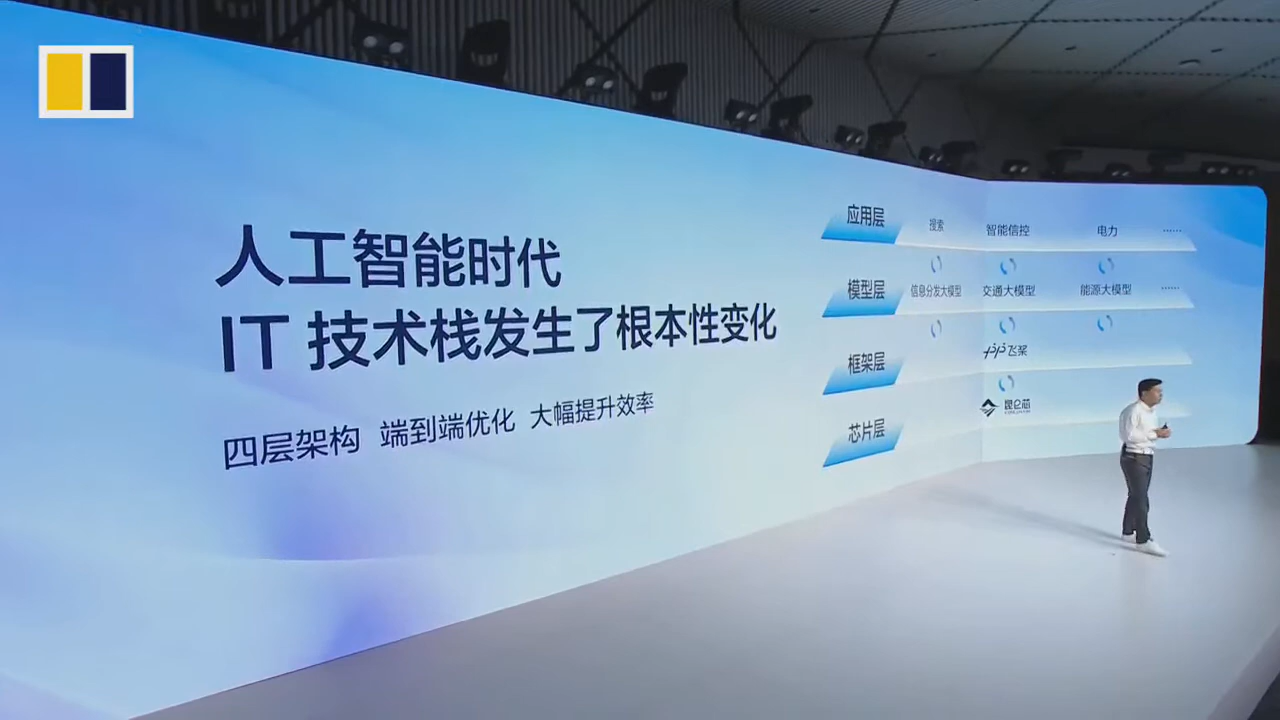 人工智能时代
IT 技术栈发生了根本性变化
四层架构 端到端优化 大幅提升效率
应用层 搜索 智能信控 电力 ......
模型层 信息分发大模型 交通大模型 能源大模型 ......
框架层 飞桨
芯片层 昆仑芯